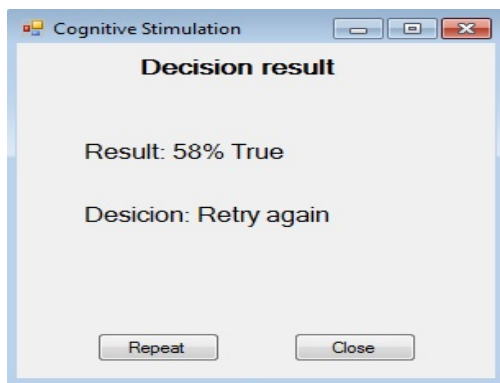 Cognitive Stimulation
Decision result
Result: 58% True
Desicion: Retry again
Repeat Close